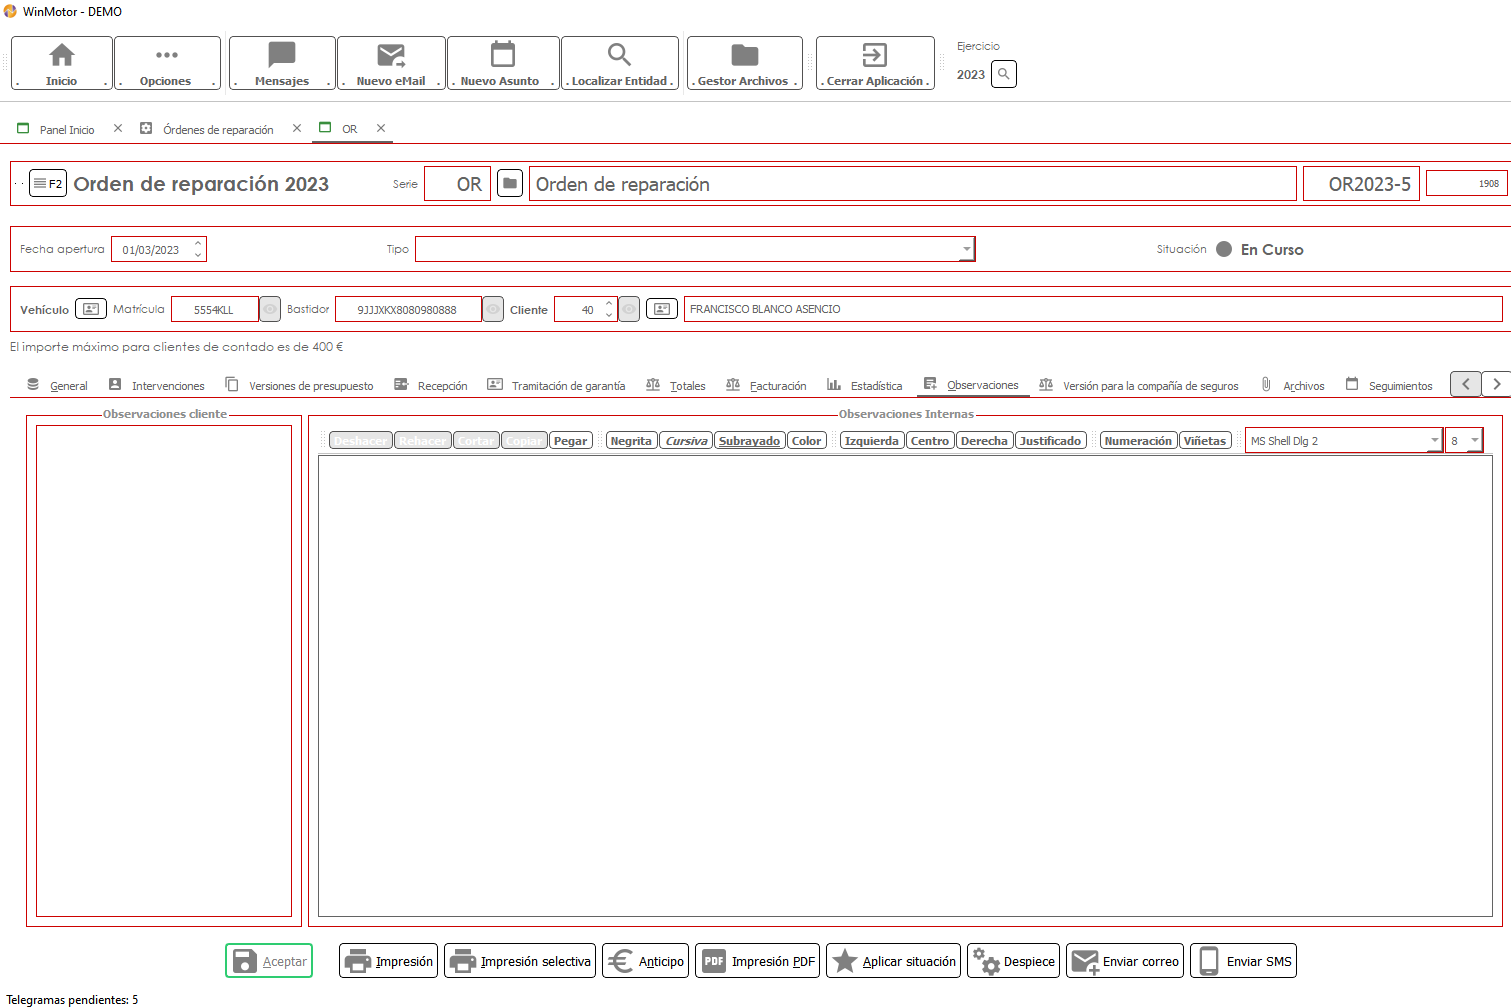 WinMotor - DEMO
Inicio
Opciones
Mensajes
Nuevo eMail
Nuevo Asunto
Localizar Entidad
Gestor Archivos
Cerrar Aplicación
Ejercicio
2023
Panel Inicio
Órdenes de reparación
OR
F2
Orden de reparación 2023
Serie
OR
Orden de reparación
OR2023-5
1908
Fecha apertura
01/03/2023
Tipo
Situación
En Curso
Vehículo
Matrícula
5554KLL
Bastidor
9JJJXKX8080980888
Cliente
40
FRANCISCO BLANCO ASENCIO
El importe máximo para clientes de contado es de 400 €
General
Intervenciones
Versiones de presupuesto
Recepción
Tramitación de garantía
Totales
Facturación
Estadística
Observaciones
Versión para la compañía de seguros
Archivos
Seguimientos
Observaciones cliente
Observaciones Internas
Deshacer
Rehacer
Cortar
Copiar
Pegar
Negrita
Cursiva
Subrayado
Color
Izquierda
Centro
Derecha
Justificado
Numeración
Viñetas
MS Shell Dlg 2
8
Aceptar
Impresión
Impresión selectiva
Anticipo
PDF
Impresión PDF
Aplicar situación
Despiece
Enviar correo
Enviar SMS
Telegramas pendientes: 5